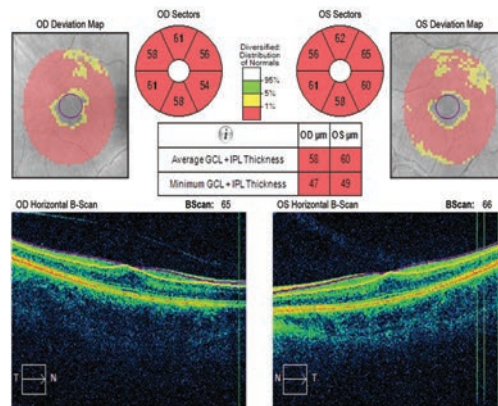 OD Deviation Map
OD Sectors
OS Sectors
OS Deviation Map
61
58
56
61
54
58
Diversified:
Distribution
of Normals
95%
5%
1%
62
56
65
61
60
58
OD µm
OS µm
Average GCL + IPL Thickness
58
60
Minimum GCL + IPL Thickness
47
49
OD Horizontal B-Scan
BScan: 65
OS Horizontal B-Scan
BScan: 66
T
N
T
N